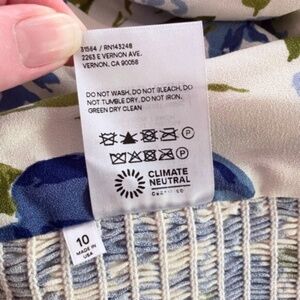 31564 / RN143248
2263 E VERNON AVE.
VERNON, CA 90058
DO NOT WASH. DO NOT BLEACH. DO
NOT TUMBLE DRY. DO NOT IRON.
GREEN DRY CLEAN
P
P
CLIMATE
NEUTRAL
CERTIFIED
10
MADE IN
USA